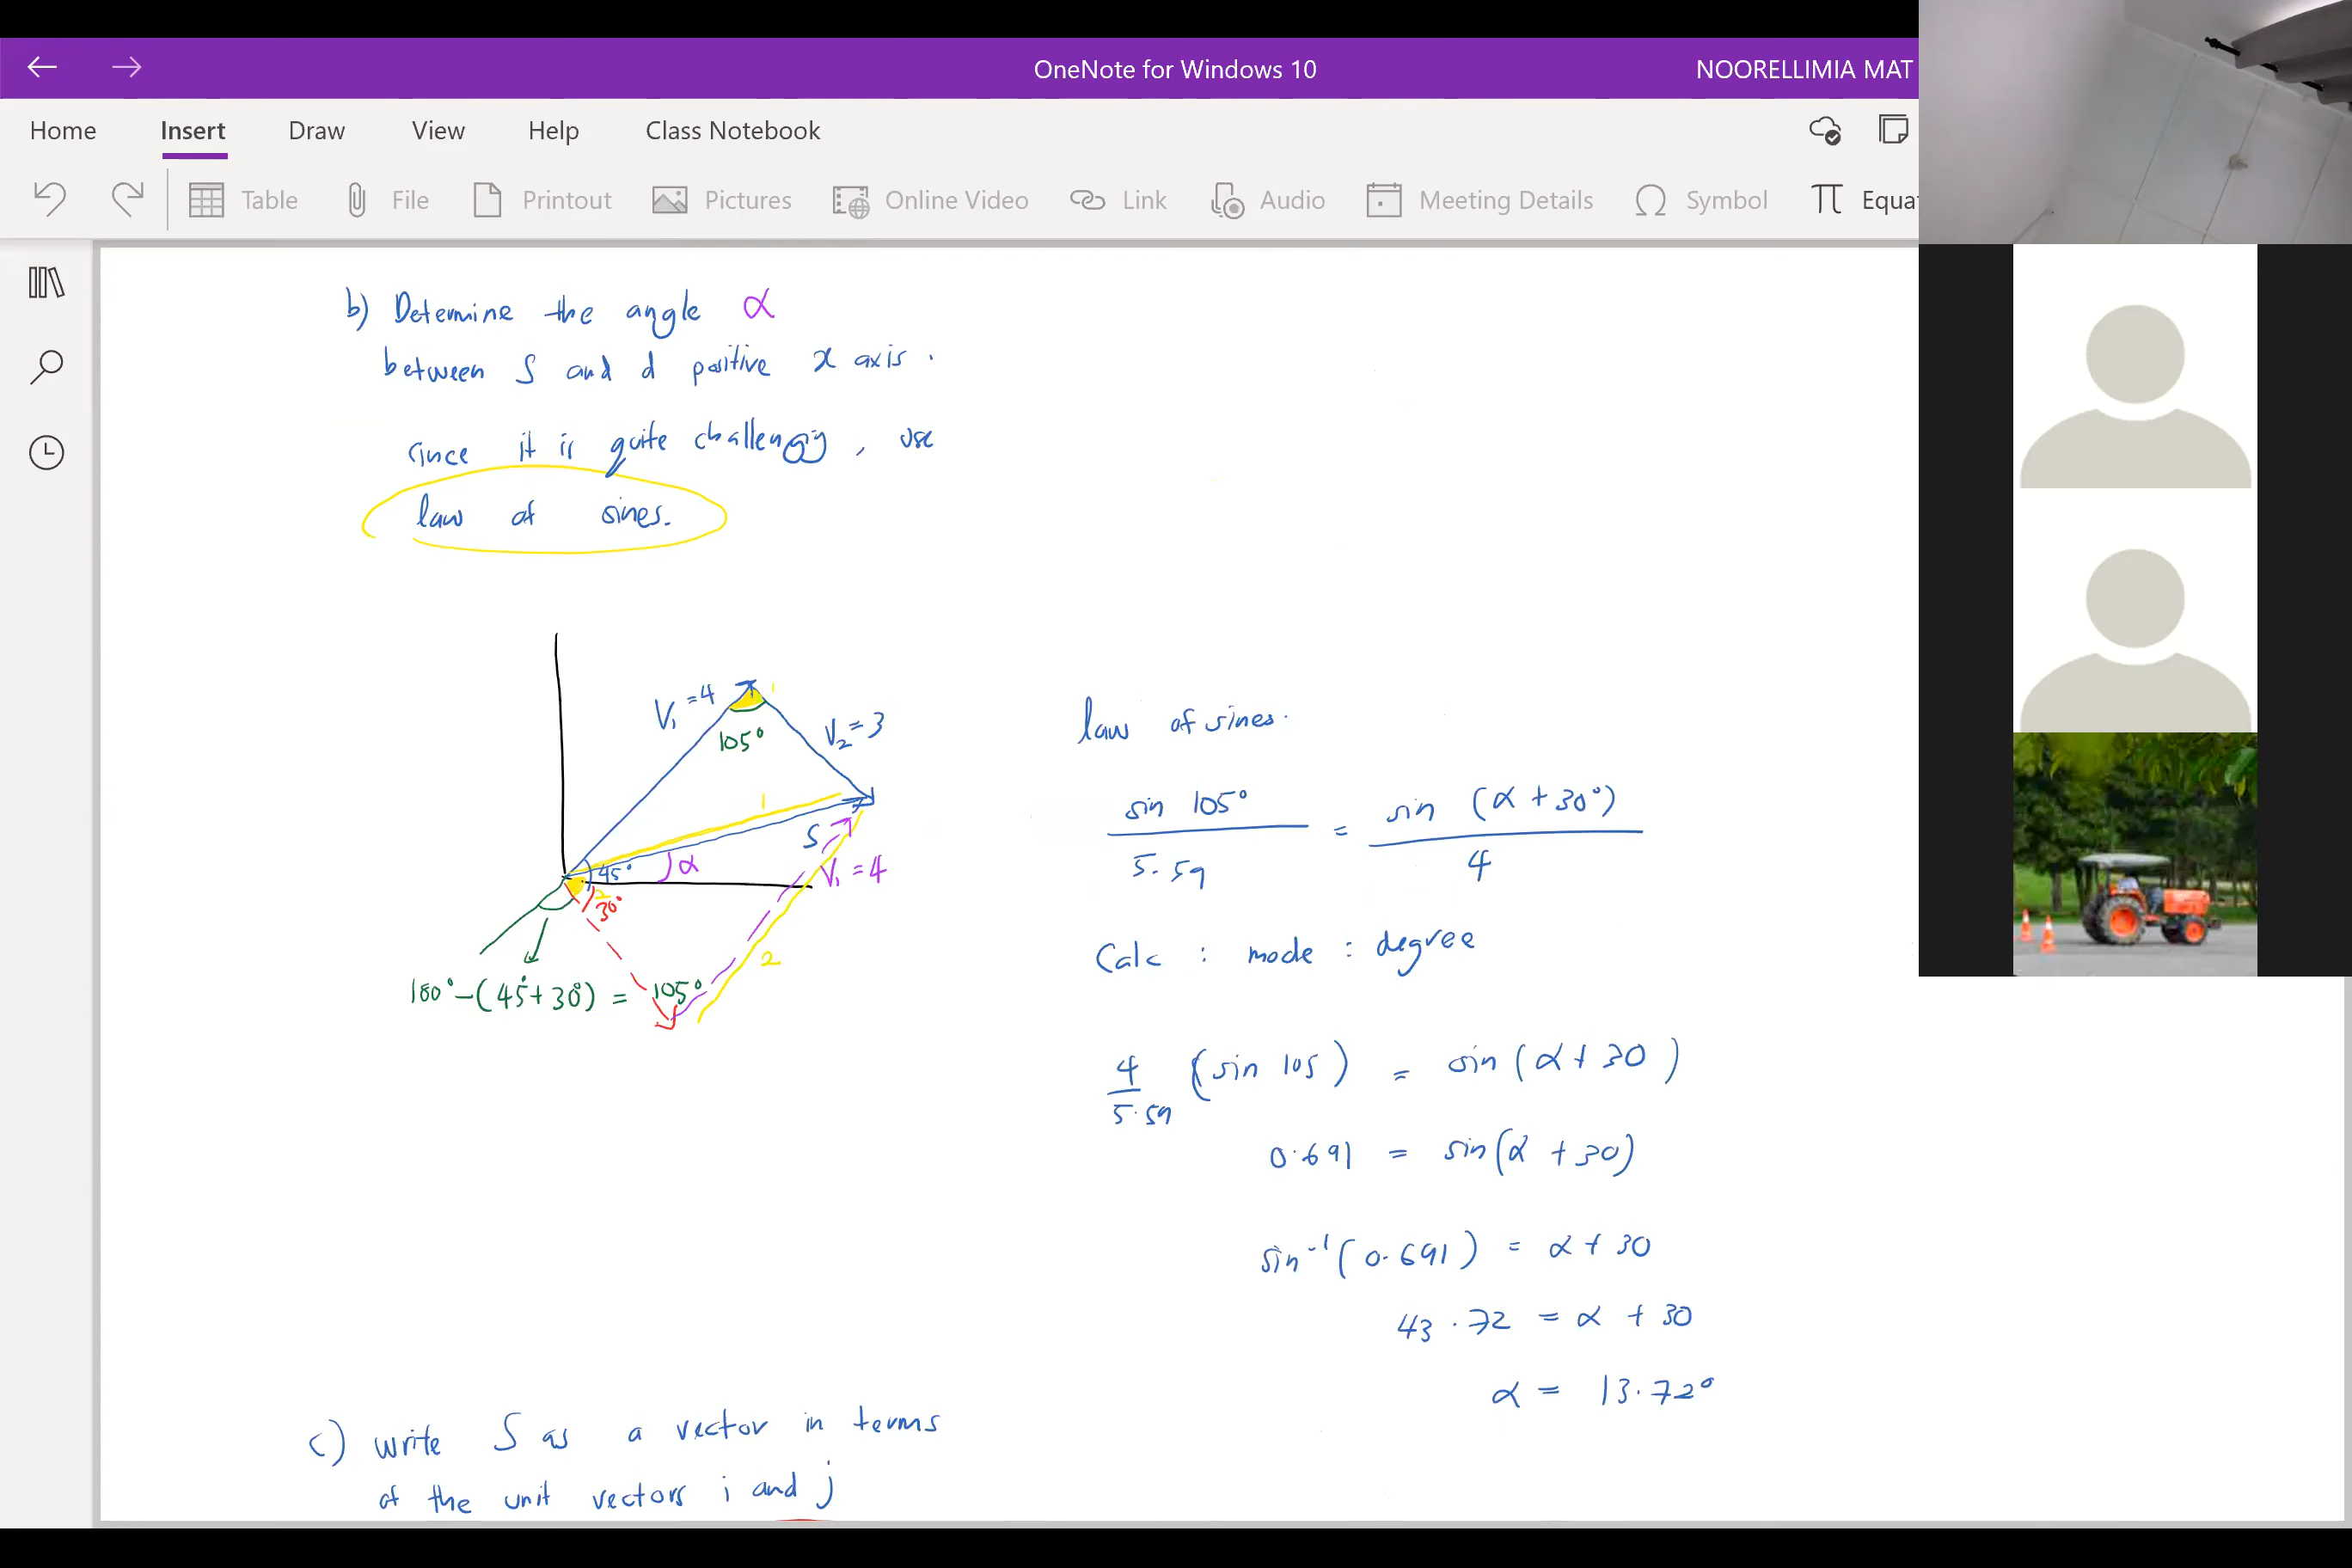 OneNote for Windows 10
NOORELLIMIA MAT
Home Insert Draw View Help Class Notebook
Table File Printout Pictures Online Video Link Audio Meeting Details Symbol Equa
b) Determine the angle α
between S and d positive x axis.
since it is quite challengig, use
law of sines.
V₁ = 4
1
105°
V₂ = 3
1
S
45°
α
V₁ = 4
2
30°
2
180° - (45° + 30°) = 105°
law of sines.
sin 105° / 5.59 = sin (α + 30°) / 4
Calc : mode : degree
4 / 5.59 (sin 105) = sin (α + 30)
0.691 = sin (α + 30)
sin⁻¹ (0.691) = α + 30
43.72 = α + 30
α = 13.72°
c) write S as a vector in terms
of the unit vectors i and j